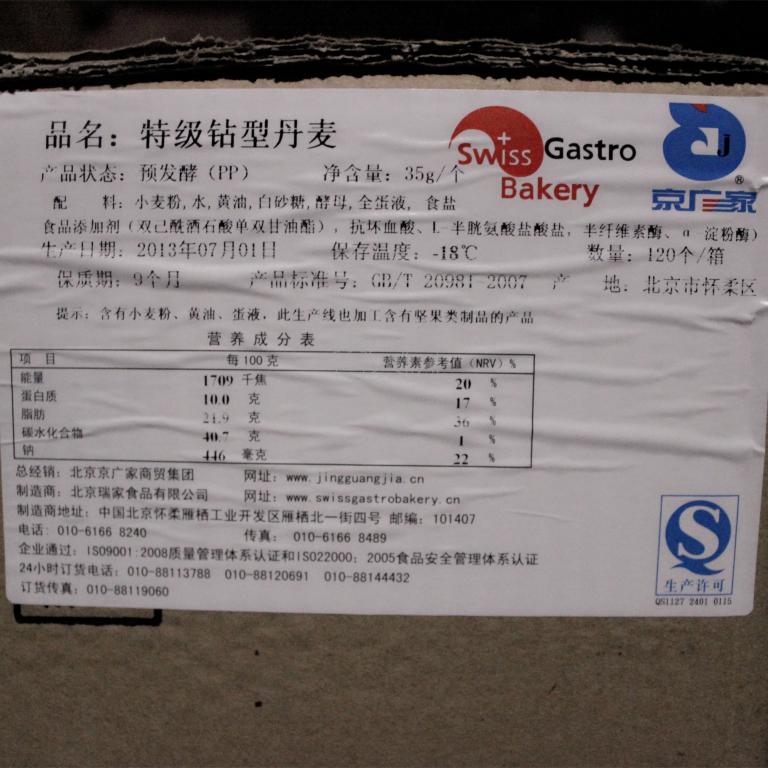 品名：特级钻型丹麦
Swiss Gastro
Bakery
J
®
京广家
产品状态：预发酵（PP） 净含量：35g/个
配 料：小麦粉,水,黄油,白砂糖,酵母,全蛋液, 食盐
食品添加剂（双乙酰酒石酸单双甘油酯），抗坏血酸、L-半胱氨酸盐酸盐，半纤维素酶、α 淀粉酶）
生产日期：2013年07月01日 保存温度：-18℃ 数量：120个/箱
保质期：9个月 产品标准号：GB/T 20981-2007 产 地：北京市怀柔区
提示：含有小麦粉、黄油、蛋液，此生产线也加工含有坚果类制品的产品
营养成分表
项 目 每100克 营养素参考值（NRV）%
能量 1709 千焦 20 %
蛋白质 10.0 克 17 %
脂肪 21.9 克 36 %
碳水化合物 40.7 克 1 %
钠 446 毫克 22 %
总经销：北京京广家商贸集团 网址：www.jingguangjia.cn
制造商：北京瑞家食品有限公司 网址：www.swissgastrobakery.cn
制造商地址：中国北京怀柔雁栖工业开发区雁栖北一街四号 邮编：101407
电话：010-6166 8240 传真： 010-6166 8489
企业通过：ISO9001:2008质量管理体系认证和ISO22000：2005食品安全管理体系认证
24小时订货电话：010-88113788 010-88120691 010-88144432
订货传真：010-88119060
生产许可
QS1127 2401 0115